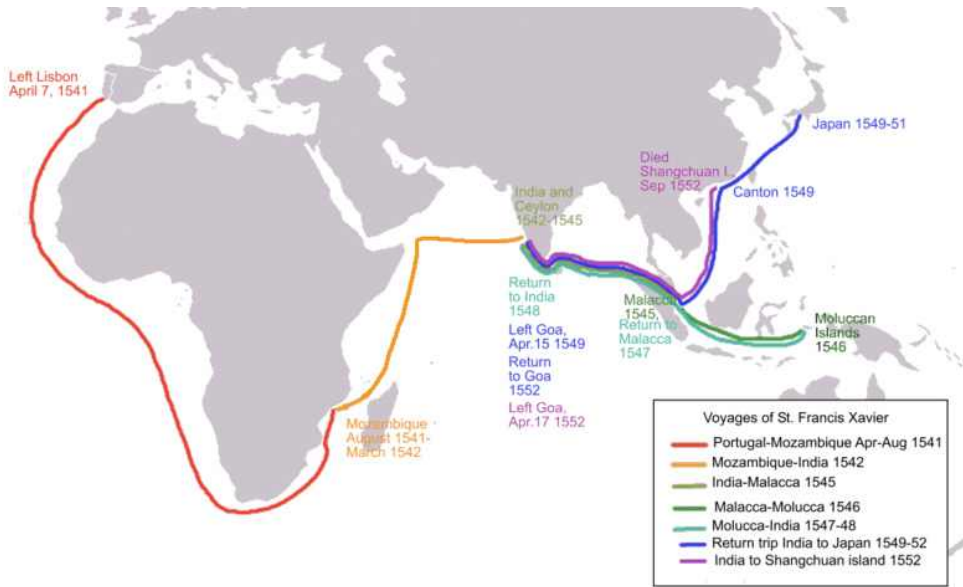 Left Lisbon
April 7, 1541
Japan 1549-51
Died
Shangchuan I.,
Sep 1552
Canton 1549
India and
Ceylon
1542-1545
Return
to India
1548
Malacca
1545,
Return to
Malacca
1547
Moluccan
Islands
1546
Left Goa,
Apr.15 1549
Return
to Goa
1552
Left Goa,
Apr.17 1552
Mozambique
August 1541-
March 1542
Voyages of St. Francis Xavier
Portugal-Mozambique Apr-Aug 1541
Mozambique-India 1542
India-Malacca 1545
Malacca-Molucca 1546
Molucca-India 1547-48
Return trip India to Japan 1549-52
India to Shangchuan island 1552